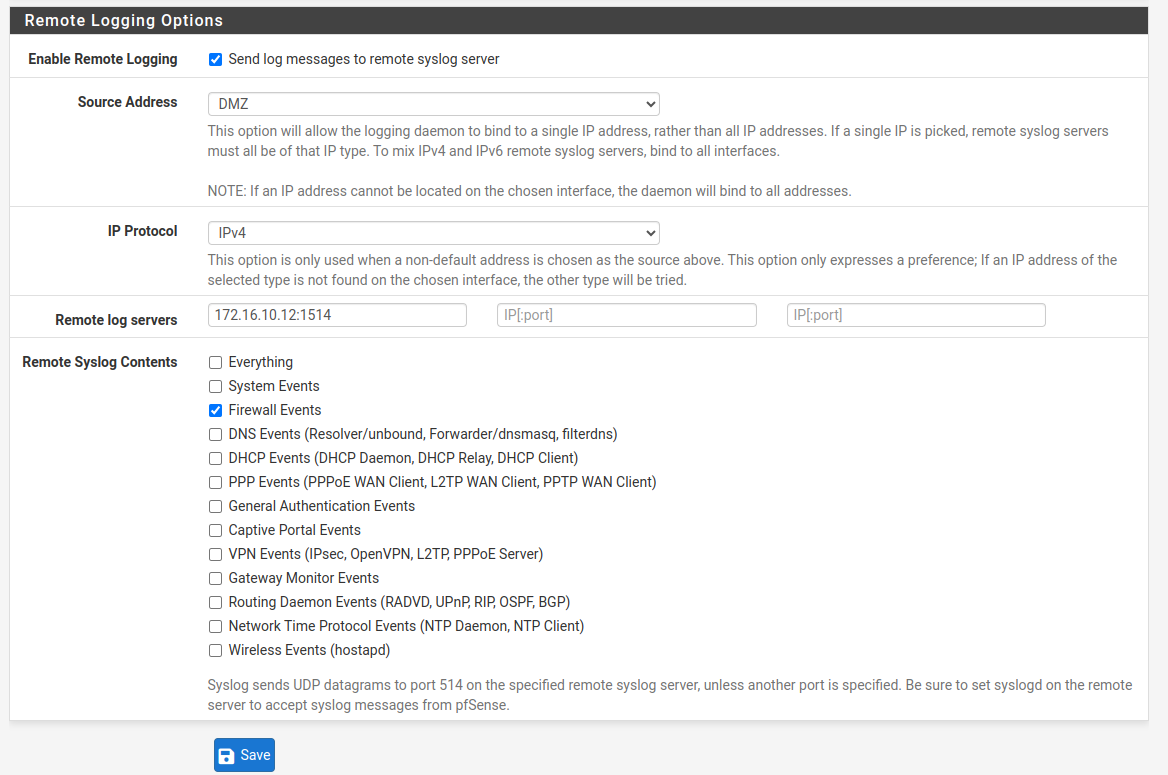 Remote Logging Options
Enable Remote Logging
Send log messages to remote syslog server
Source Address
DMZ
This option will allow the logging daemon to bind to a single IP address, rather than all IP addresses. If a single IP is picked, remote syslog servers
must all be of that IP type. To mix IPv4 and IPv6 remote syslog servers, bind to all interfaces.
NOTE: If an IP address cannot be located on the chosen interface, the daemon will bind to all addresses.
IP Protocol
IPv4
This option is only used when a non-default address is chosen as the source above. This option only expresses a preference; If an IP address of the
selected type is not found on the chosen interface, the other type will be tried.
Remote log servers
172.16.10.12:1514
IP[:port]
IP[:port]
Remote Syslog Contents
Everything
System Events
Firewall Events
DNS Events (Resolver/unbound, Forwarder/dnsmasq, filterdns)
DHCP Events (DHCP Daemon, DHCP Relay, DHCP Client)
PPP Events (PPPoE WAN Client, L2TP WAN Client, PPTP WAN Client)
General Authentication Events
Captive Portal Events
VPN Events (IPsec, OpenVPN, L2TP, PPPoE Server)
Gateway Monitor Events
Routing Daemon Events (RADVD, UPnP, RIP, OSPF, BGP)
Network Time Protocol Events (NTP Daemon, NTP Client)
Wireless Events (hostapd)
Syslog sends UDP datagrams to port 514 on the specified remote syslog server, unless another port is specified. Be sure to set syslogd on the remote
server to accept syslog messages from pfSense.
Save